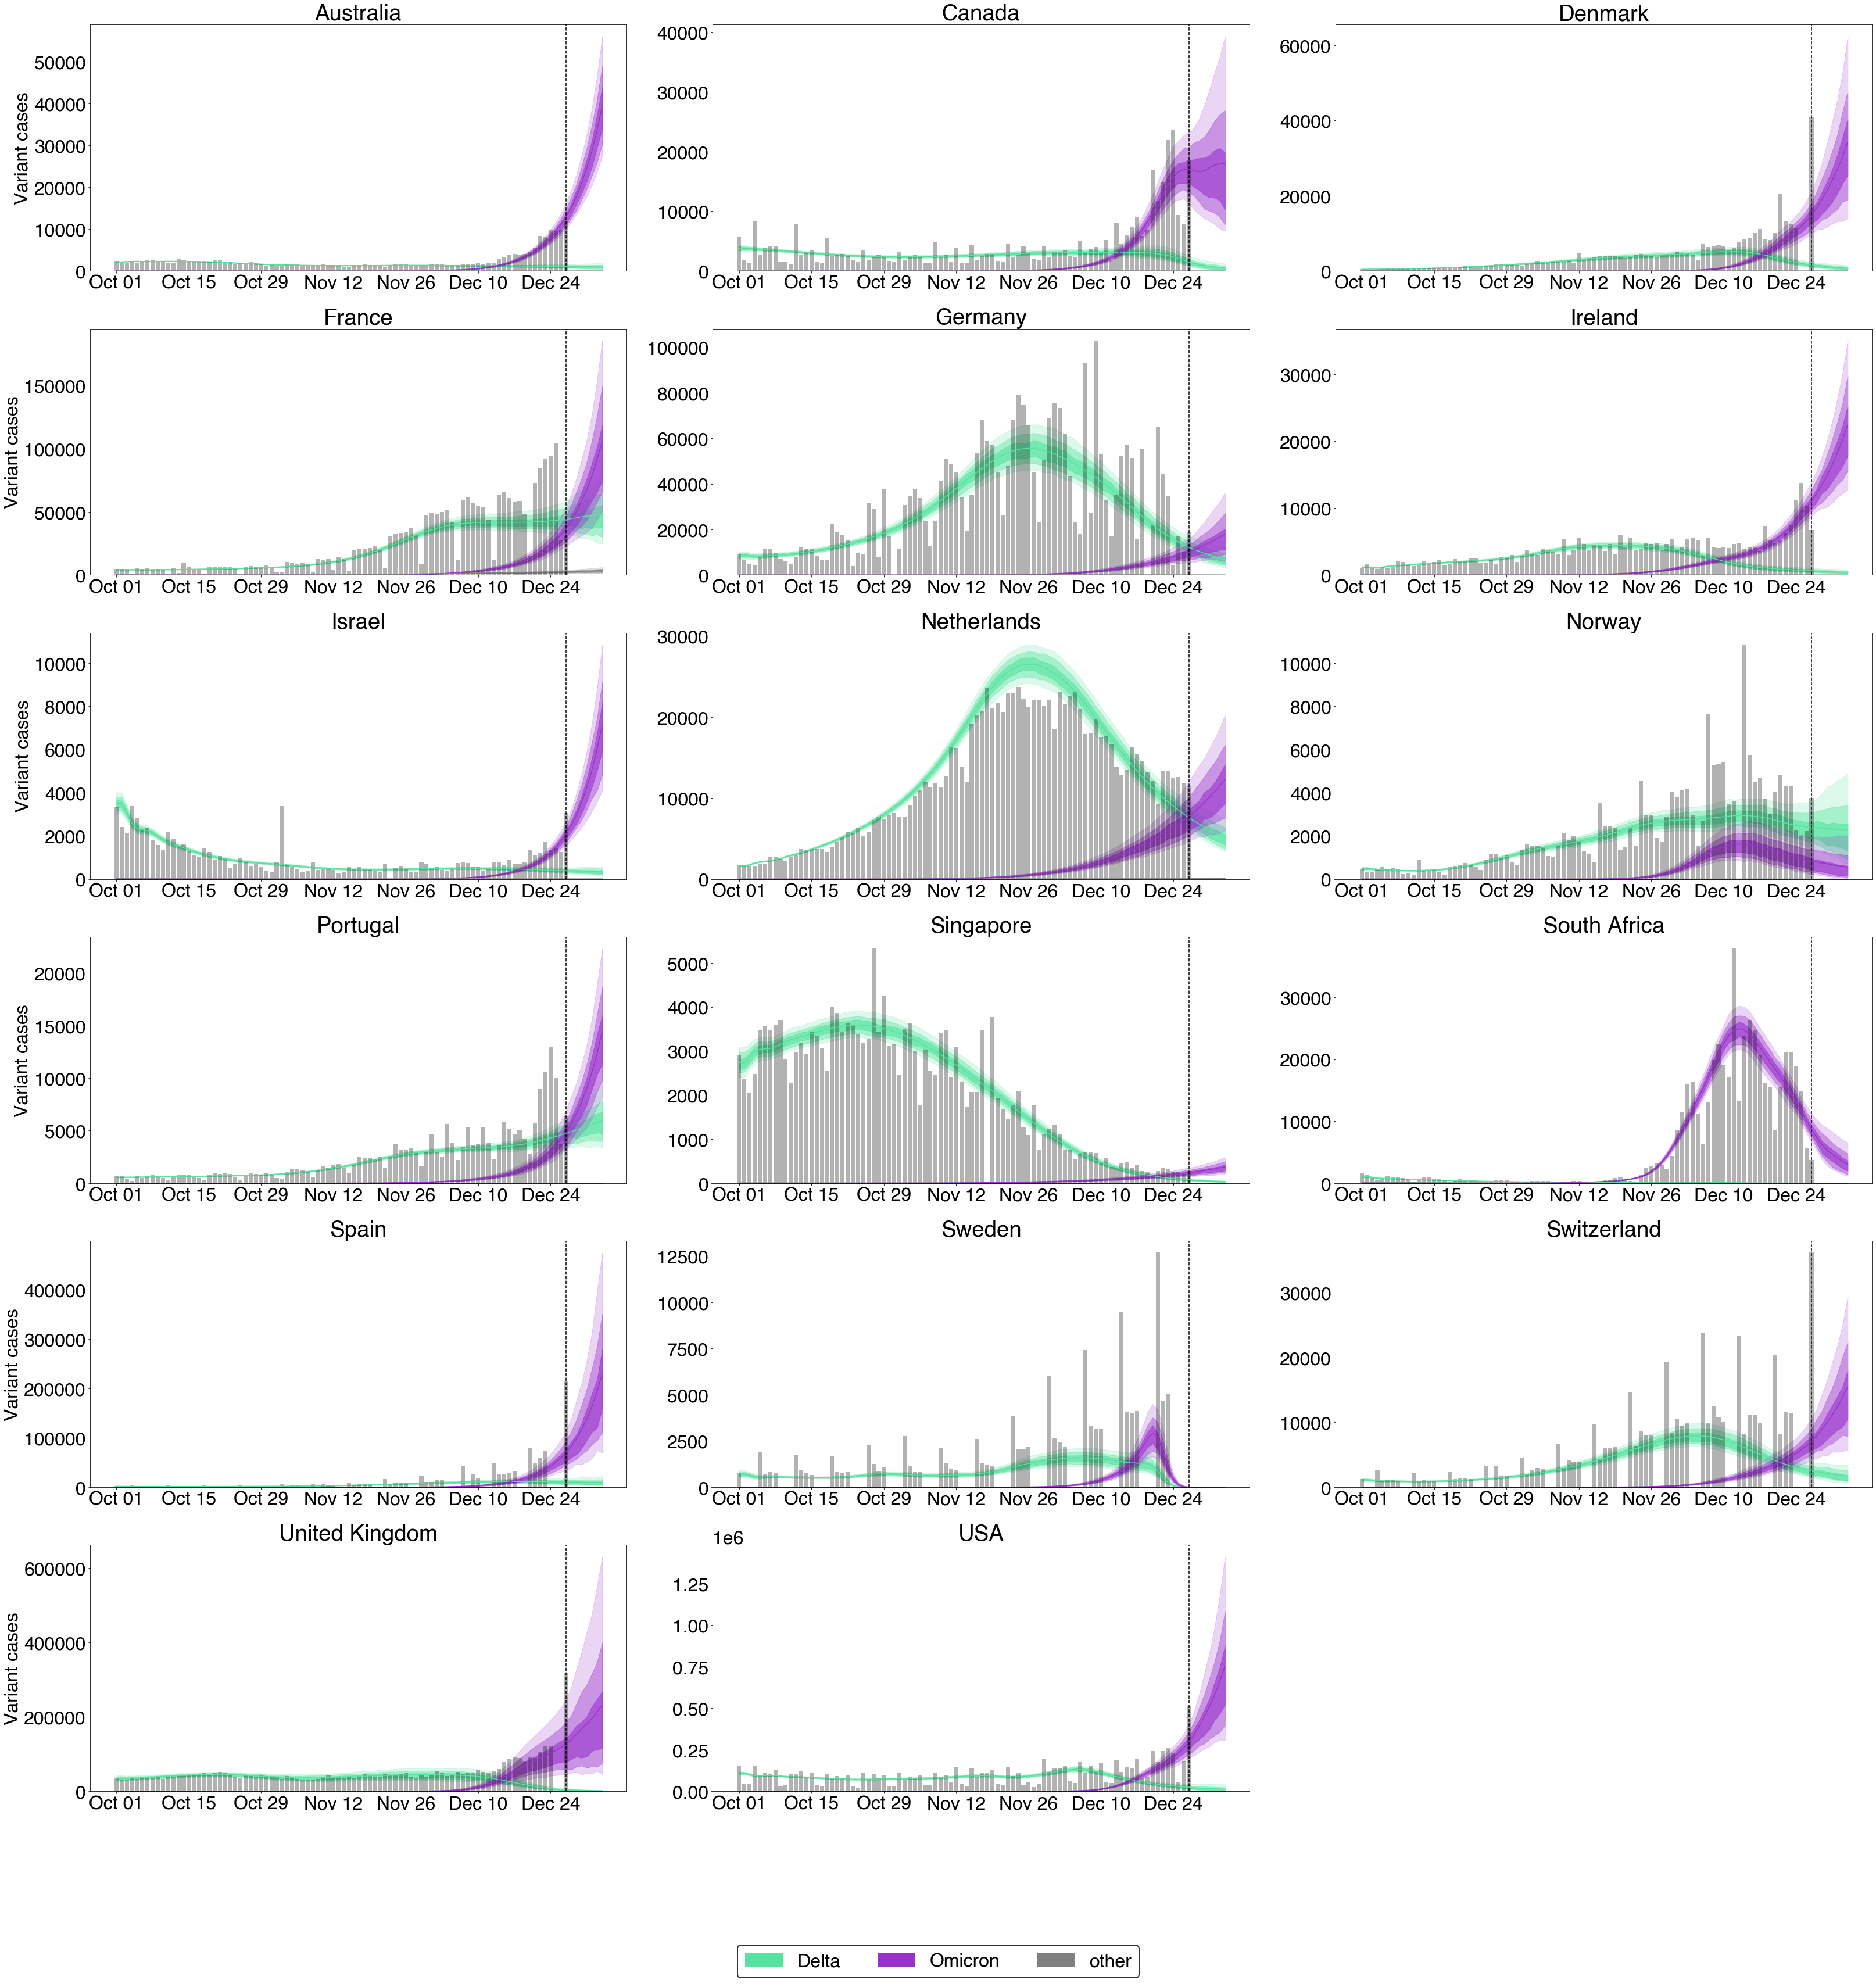 Australia
Variant cases
50000
40000
30000
20000
10000
0
Oct 01 Oct 15 Oct 29 Nov 12 Nov 26 Dec 10 Dec 24
Canada
40000
30000
20000
10000
0
Oct 01 Oct 15 Oct 29 Nov 12 Nov 26 Dec 10 Dec 24
Denmark
60000
40000
20000
0
Oct 01 Oct 15 Oct 29 Nov 12 Nov 26 Dec 10 Dec 24
France
Variant cases
150000
100000
50000
0
Oct 01 Oct 15 Oct 29 Nov 12 Nov 26 Dec 10 Dec 24
Germany
100000
80000
60000
40000
20000
0
Oct 01 Oct 15 Oct 29 Nov 12 Nov 26 Dec 10 Dec 24
Ireland
30000
20000
10000
0
Oct 01 Oct 15 Oct 29 Nov 12 Nov 26 Dec 10 Dec 24
Israel
Variant cases
10000
8000
6000
4000
2000
0
Oct 01 Oct 15 Oct 29 Nov 12 Nov 26 Dec 10 Dec 24
Netherlands
30000
20000
10000
0
Oct 01 Oct 15 Oct 29 Nov 12 Nov 26 Dec 10 Dec 24
Norway
10000
8000
6000
4000
2000
0
Oct 01 Oct 15 Oct 29 Nov 12 Nov 26 Dec 10 Dec 24
Portugal
Variant cases
20000
15000
10000
5000
0
Oct 01 Oct 15 Oct 29 Nov 12 Nov 26 Dec 10 Dec 24
Singapore
5000
4000
3000
2000
1000
0
Oct 01 Oct 15 Oct 29 Nov 12 Nov 26 Dec 10 Dec 24
South Africa
30000
20000
10000
0
Oct 01 Oct 15 Oct 29 Nov 12 Nov 26 Dec 10 Dec 24
Spain
Variant cases
400000
300000
200000
100000
0
Oct 01 Oct 15 Oct 29 Nov 12 Nov 26 Dec 10 Dec 24
Sweden
12500
10000
7500
5000
2500
0
Oct 01 Oct 15 Oct 29 Nov 12 Nov 26 Dec 10 Dec 24
Switzerland
30000
20000
10000
0
Oct 01 Oct 15 Oct 29 Nov 12 Nov 26 Dec 10 Dec 24
United Kingdom
Variant cases
600000
400000
200000
0
Oct 01 Oct 15 Oct 29 Nov 12 Nov 26 Dec 10 Dec 24
USA
1e6
1.25
1.00
0.75
0.50
0.25
0.00
Oct 01 Oct 15 Oct 29 Nov 12 Nov 26 Dec 10 Dec 24
Delta Omicron other